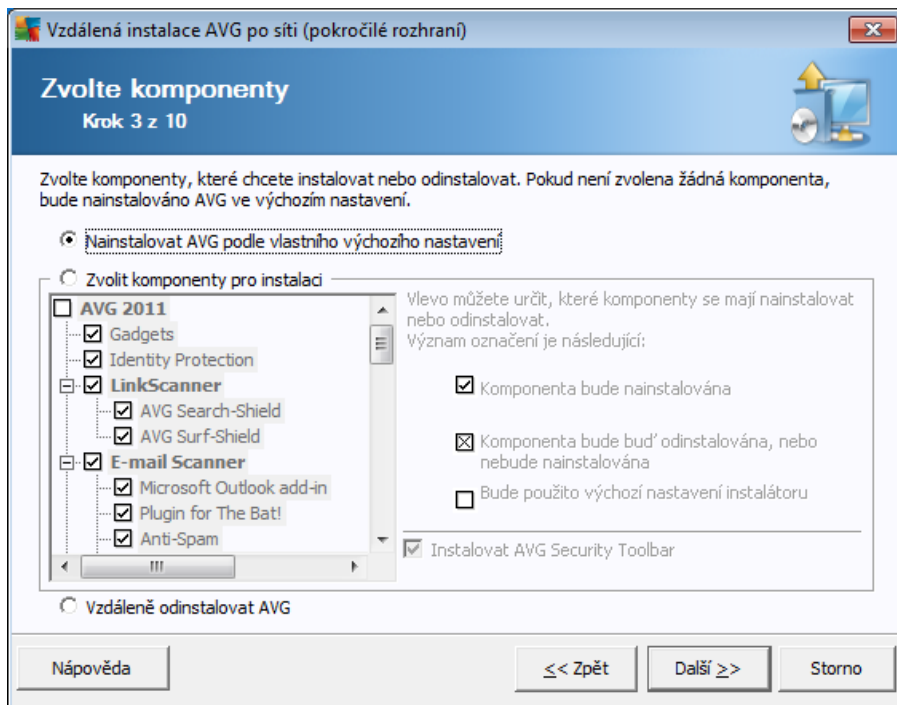 Vzdálená instalace AVG po síti (pokročilé rozhraní)
Zvolte komponenty
Krok 3 z 10
Zvolte komponenty, které chcete instalovat nebo odinstalovat. Pokud není zvolena žádná komponenta,
bude nainstalováno AVG ve výchozím nastavení.
Nainstalovat AVG podle vlastního výchozího nastavení
Zvolit komponenty pro instalaci
AVG 2011
Gadgets
Identity Protection
LinkScanner
AVG Search-Shield
AVG Surf-Shield
E-mail Scanner
Microsoft Outlook add-in
Plugin for The Bat!
Anti-Spam
Vlevo můžete určit, které komponenty se mají nainstalovat
nebo odinstalovat.
Význam označení je následující:
Komponenta bude nainstalována
Komponenta bude buď odinstalována, nebo
nebude nainstalována
Bude použito výchozí nastavení instalátoru
Instalovat AVG Security Toolbar
Vzdáleně odinstalovat AVG
Nápověda
<< Zpět
Další >>
Storno